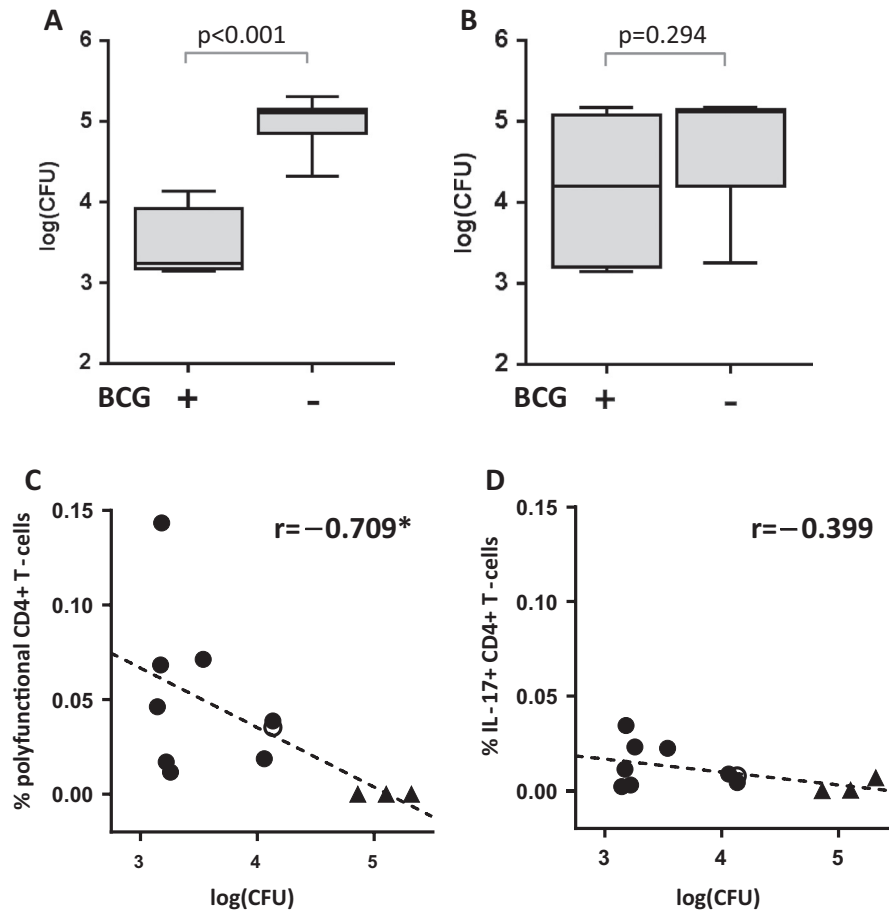 A
B
p<0.001
p=0.294
6
5
4
3
2
log(CFU)
6
5
4
3
2
log(CFU)
BCG + -
BCG + -
C
D
r=−0.709*
r=−0.399
% polyfunctional CD4+ T-cells
0.15
0.10
0.05
0.00
3 4 5
log(CFU)
% IL-17+ CD4+ T-cells
0.15
0.10
0.05
0.00
3 4 5
log(CFU)